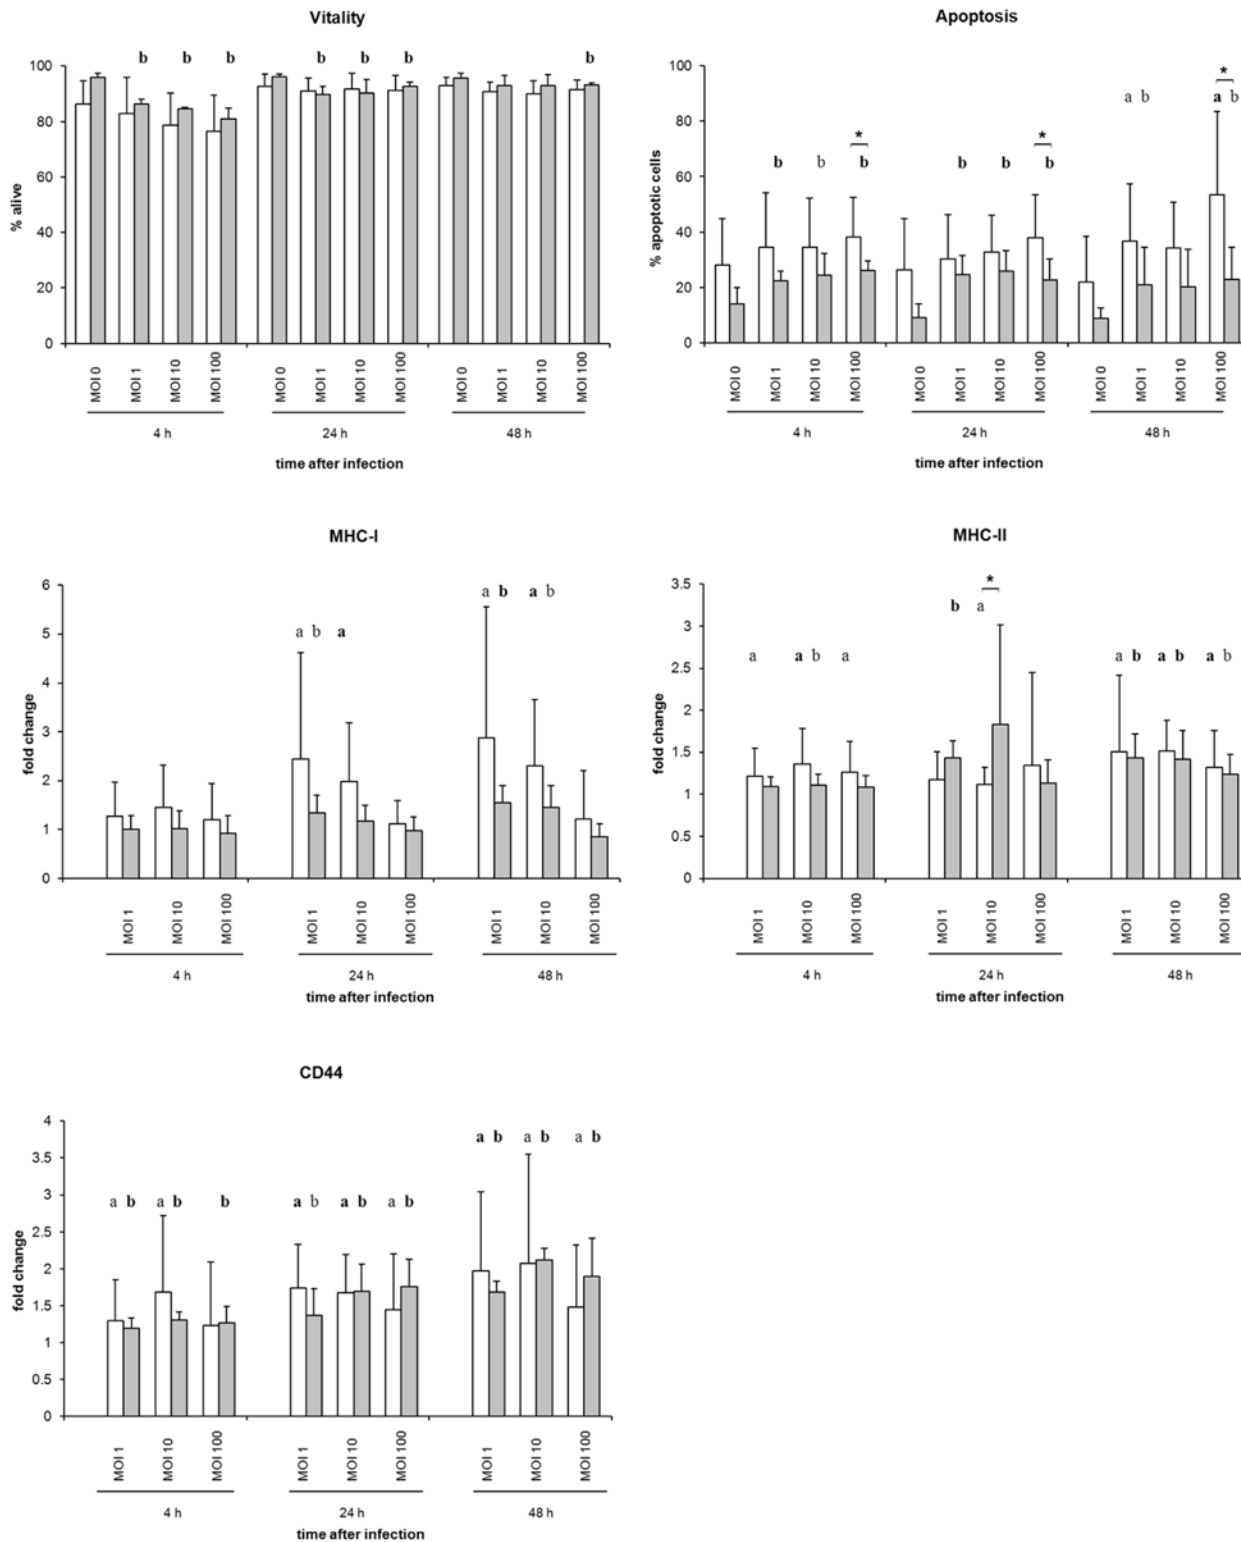 Vitality
b b b b b b b
100
80
60
40
20
0
% alive
MOI 0 MOI 1 MOI 10 MOI 100 MOI 0 MOI 1 MOI 10 MOI 100 MOI 0 MOI 1 MOI 10 MOI 100
4 h 24 h 48 h
time after infection
Apoptosis
*
a b a b
* *
b b b b b b
100
80
60
40
20
0
% apoptotic cells
MOI 0 MOI 1 MOI 10 MOI 100 MOI 0 MOI 1 MOI 10 MOI 100 MOI 0 MOI 1 MOI 10 MOI 100
4 h 24 h 48 h
time after infection
MHC-I
a b a b
a b a
6
5
4
3
2
1
0
fold change
MOI 1 MOI 10 MOI 100 MOI 1 MOI 10 MOI 100 MOI 1 MOI 10 MOI 100
4 h 24 h 48 h
time after infection
MHC-II
*
b a
a a b a a b a b a b
3.5
3
2.5
2
1.5
1
0.5
0
fold change
MOI 1 MOI 10 MOI 100 MOI 1 MOI 10 MOI 100 MOI 1 MOI 10 MOI 100
4 h 24 h 48 h
time after infection
CD44
a b a b a b
a b a b b a b a b a b
4
3.5
3
2.5
2
1.5
1
0.5
0
fold change
MOI 1 MOI 10 MOI 100 MOI 1 MOI 10 MOI 100 MOI 1 MOI 10 MOI 100
4 h 24 h 48 h
time after infection